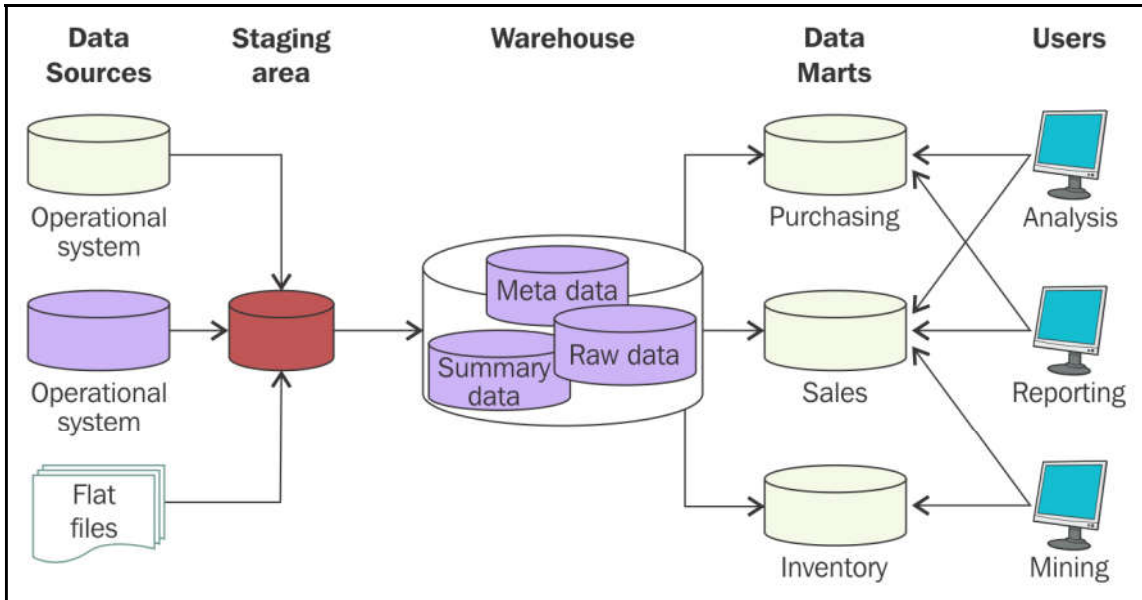 Data
Sources
Staging
area
Warehouse
Data
Marts
Users
Operational
system
Operational
system
Flat
files
Meta data
Raw data
Summary
data
Purchasing
Sales
Inventory
Analysis
Reporting
Mining